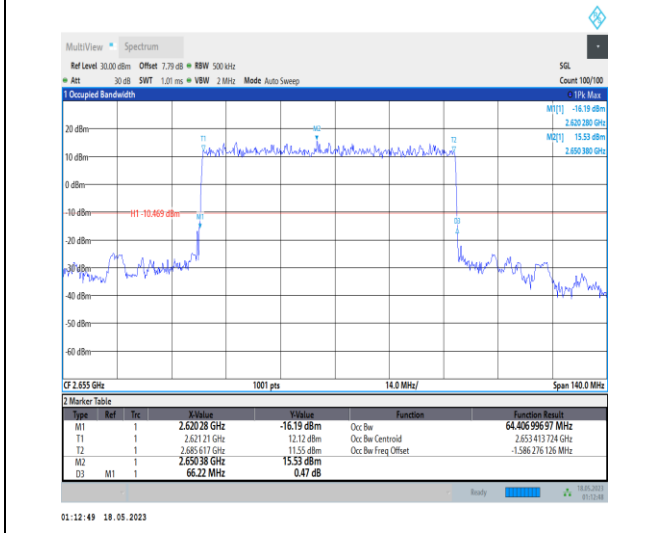 MultiView Spectrum
Ref Level 30.00 dBm Offset 7.79 dB RBW 500 kHz SGL
Att 30 dB SWT 1.01 ms VBW 2 MHz Mode Auto Sweep Count 100/100
1 Occupied Bandwidth 1Pk Max
M1[1] -16.19 dBm
2.620 280 GHz
M2[1] 15.53 dBm
2.650 380 GHz
20 dBm
T1 M2 T2
10 dBm
0 dBm
-10 dBm H1 -10.469 dBm
M1 D3
-20 dBm
-30 dBm
-40 dBm
-50 dBm
-60 dBm
CF 2.655 GHz 1001 pts 14.0 MHz/ Span 140.0 MHz
2 Marker Table
Type Ref Trc X-Value Y-Value Function Function Result
M1 1 2.62028 GHz -16.19 dBm Occ Bw 64.406 996 97 MHz
T1 1 2.621 21 GHz 12.12 dBm Occ Bw Centroid 2.653 413 724 GHz
T2 1 2.685 617 GHz 11.55 dBm Occ Bw Freq Offset -1.586 276 126 MHz
M2 1 2.65038 GHz 15.53 dBm
D3 M1 1 66.22 MHz 0.47 dB
Ready 18.05.2023
01:12:48
01:12:49 18.05.2023